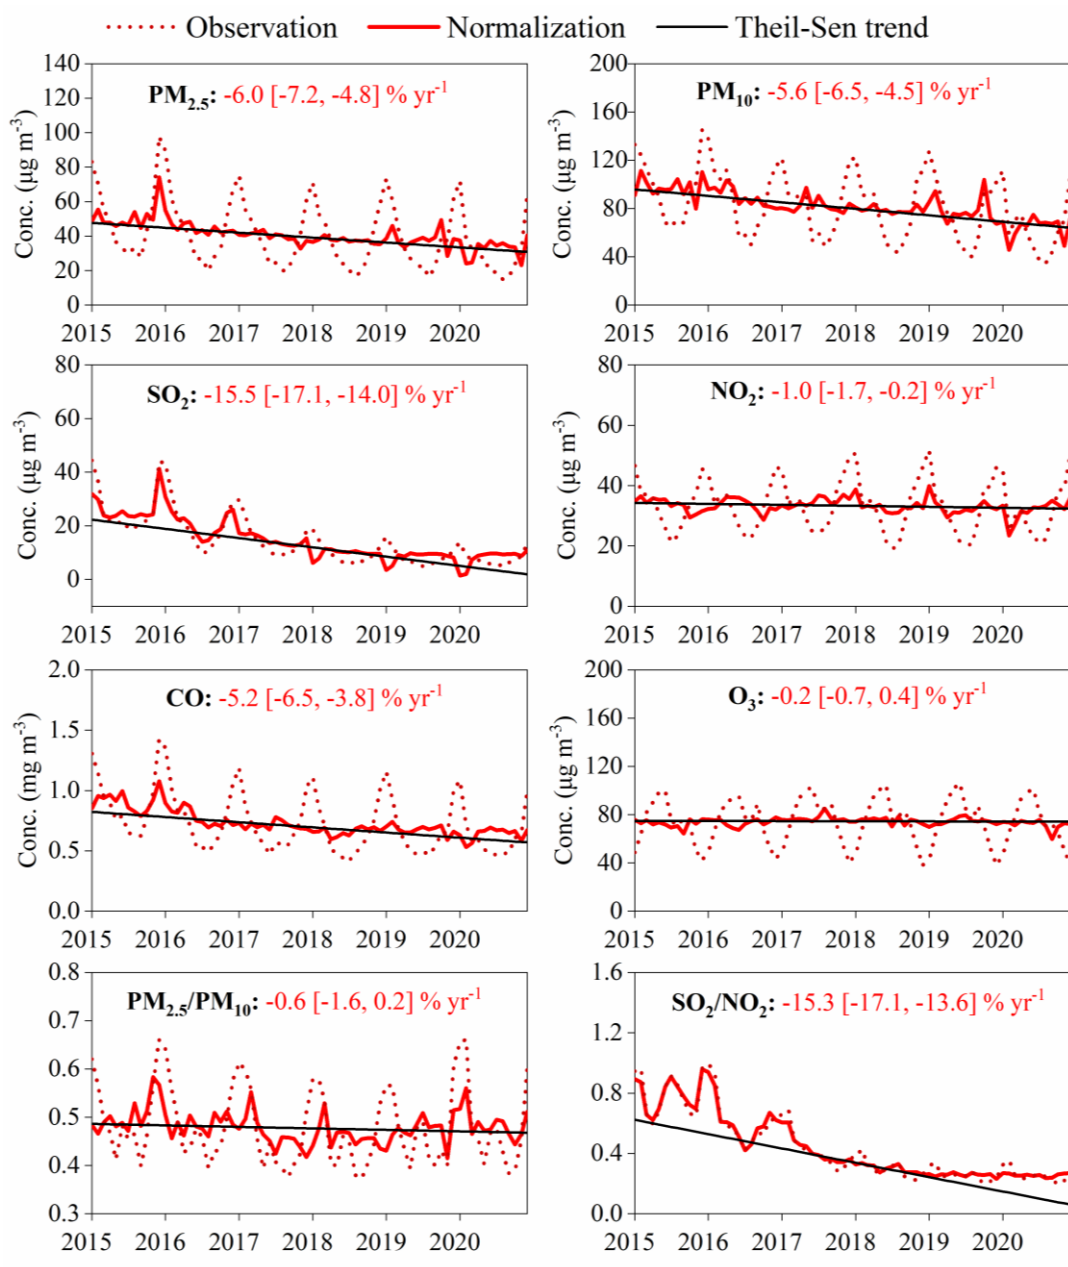 Observation Normalization Theil-Sen trend
PM2.5: -6.0 [-7.2, -4.8] % yr-1
Conc. (μg m-3)
140
120
100
80
60
40
20
0
2015 2016 2017 2018 2019 2020
PM10: -5.6 [-6.5, -4.5] % yr-1
200
160
120
80
40
0
Conc. (μg m-3)
2015 2016 2017 2018 2019 2020
SO2: -15.5 [-17.1, -14.0] % yr-1
Conc. (μg m-3)
80
60
40
20
0
2015 2016 2017 2018 2019 2020
NO2: -1.0 [-1.7, -0.2] % yr-1
Conc. (μg m-3)
80
60
40
20
0
2015 2016 2017 2018 2019 2020
CO: -5.2 [-6.5, -3.8] % yr-1
Conc. (mg m-3)
2.0
1.5
1.0
0.5
0.0
2015 2016 2017 2018 2019 2020
O3: -0.2 [-0.7, 0.4] % yr-1
Conc. (μg m-3)
200
160
120
80
40
0
2015 2016 2017 2018 2019 2020
PM2.5/PM10: -0.6 [-1.6, 0.2] % yr-1
0.8
0.7
0.6
0.5
0.4
0.3
2015 2016 2017 2018 2019 2020
SO2/NO2: -15.3 [-17.1, -13.6] % yr-1
1.6
1.2
0.8
0.4
0.0
2015 2016 2017 2018 2019 2020